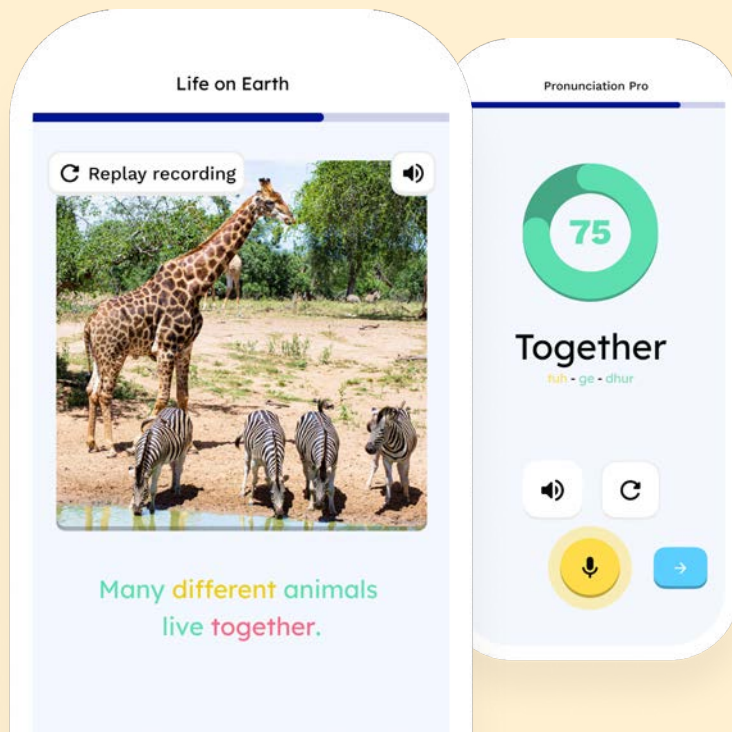 Life on Earth
Replay recording
Many different animals
live together.
Pronunciation Pro
75
Together
tuh - ge - dhur